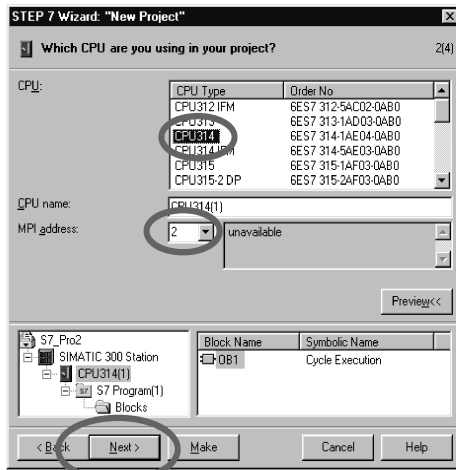 STEP 7 Wizard: "New Project"
Which CPU are you using in your project? 2(4)
CPU:
CPU Type Order No
CPU312 IFM 6ES7 312-5AC02-0AB0
CPU313 6ES7 313-1AD03-0AB0
CPU314 6ES7 314-1AE04-0AB0
CPU314 IFM 6ES7 314-5AE03-0AB0
CPU315 6ES7 315-1AF03-0AB0
CPU315-2 DP 6ES7 315-2AF03-0AB0
CPU name: CPU314(1)
MPI address: 2 unavailable
Preview<<
S7_Pro2
SIMATIC 300 Station
CPU314(1)
S7 Program(1)
Blocks
Block Name Symbolic Name
OB1 Cycle Execution
< Back Next > Make Cancel Help